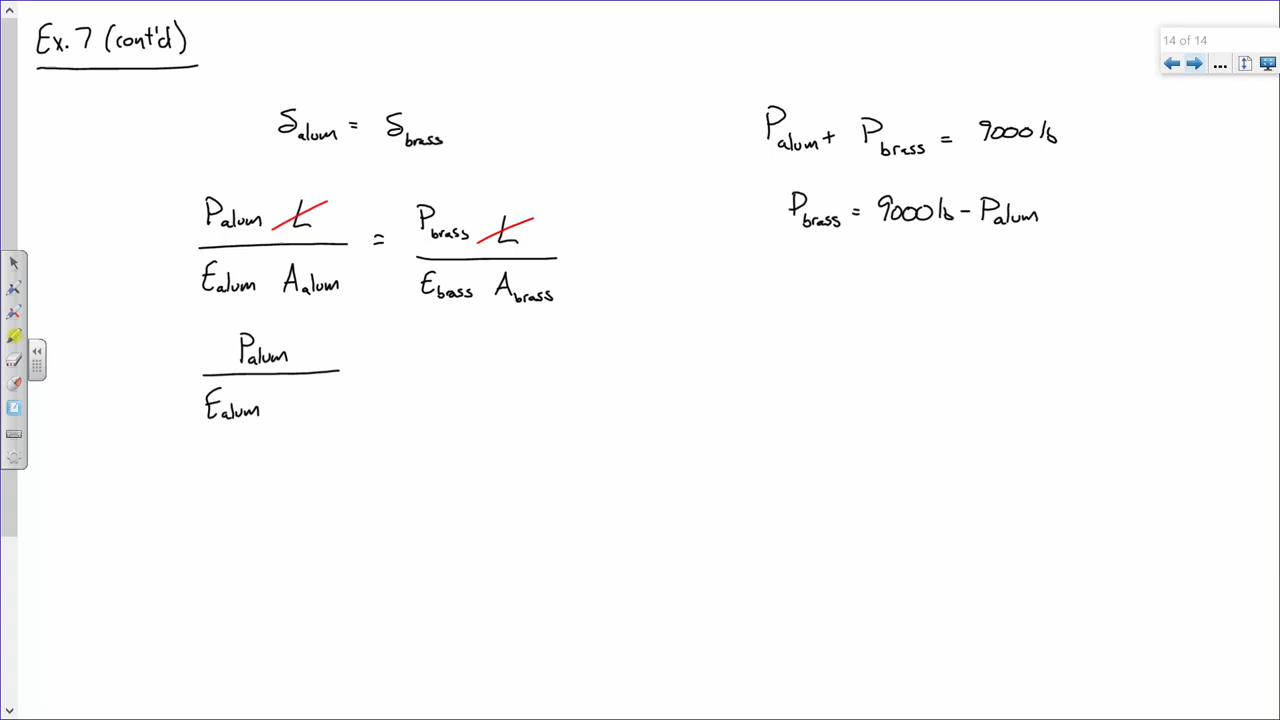 Ex. 7 (cont'd)
14 of 14
δalum = δbrass
Palum + Pbrass = 9000 lb
Pbrass = 9000 lb - Palum
Palum L / Ealum Aalum = Pbrass L / Ebrass Abrass
Palum / Ealum